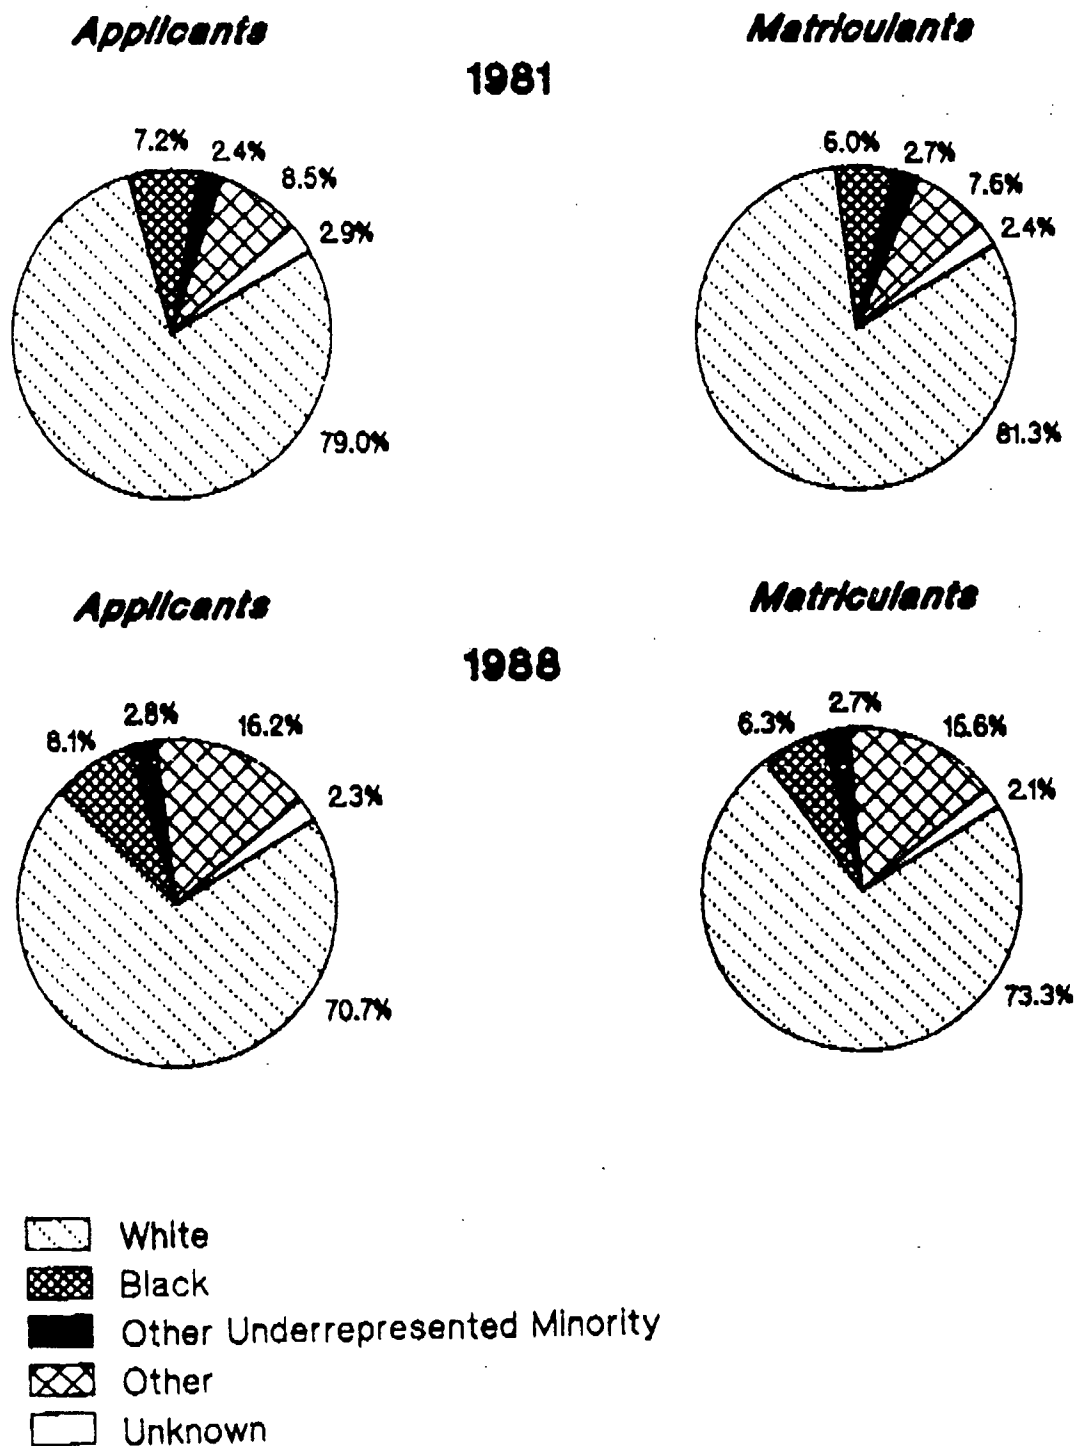 Applicants
Matriculants
1981
7.2%
2.4%
8.5%
2.9%
79.0%
6.0%
2.7%
7.6%
2.4%
81.3%
Applicants
Matriculants
1988
8.1%
2.8%
16.2%
2.3%
70.7%
6.3%
2.7%
15.6%
2.1%
73.3%
White
Black
Other Underrepresented Minority
Other
Unknown